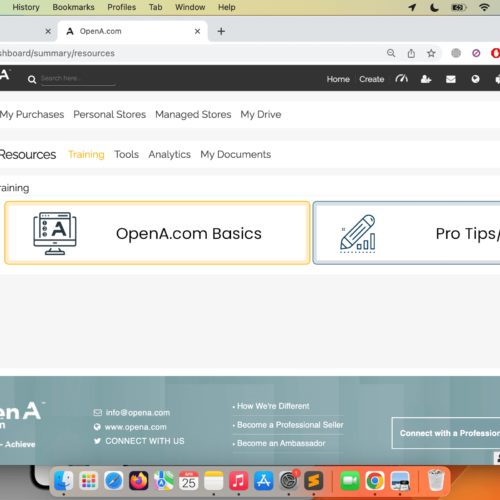 History Bookmarks Profiles Tab Window Help
OpenA.com
shboard/summary/resources
A Search here.. Home Create
My Purchases Personal Stores Managed Stores My Drive
Resources Training Tools Analytics My Documents
raining
OpenA.com Basics
Pro Tips/
penA™
info@opena.com
www.opena.com
CONNECT WITH US
- Achieve
• How We're Different
• Become a Professional Seller
• Become an Ambassador
Connect with a Profession
25
1